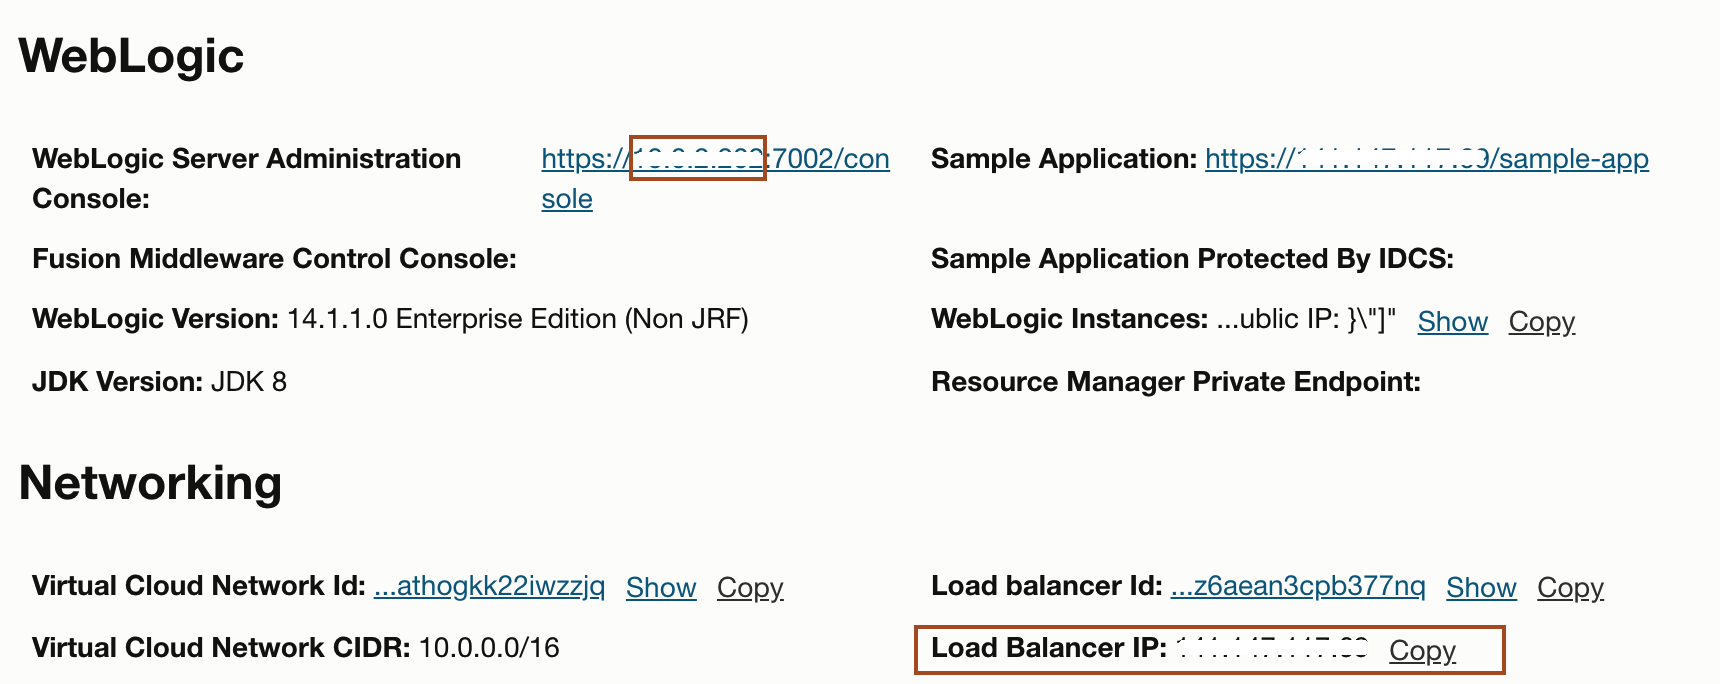 WebLogic
WebLogic Server Administration Console:
https:// :7002/console
Sample Application: https:// /sample-app
Fusion Middleware Control Console:
Sample Application Protected By IDCS:
WebLogic Version: 14.1.1.0 Enterprise Edition (Non JRF)
WebLogic Instances: ...ublic IP: }\"]" Show Copy
JDK Version: JDK 8
Resource Manager Private Endpoint:
Networking
Virtual Cloud Network Id: ...athogkk22iwzzjq Show Copy
Load balancer Id: ...z6aean3cpb377nq Show Copy
Virtual Cloud Network CIDR: 10.0.0.0/16
Load Balancer IP: Copy